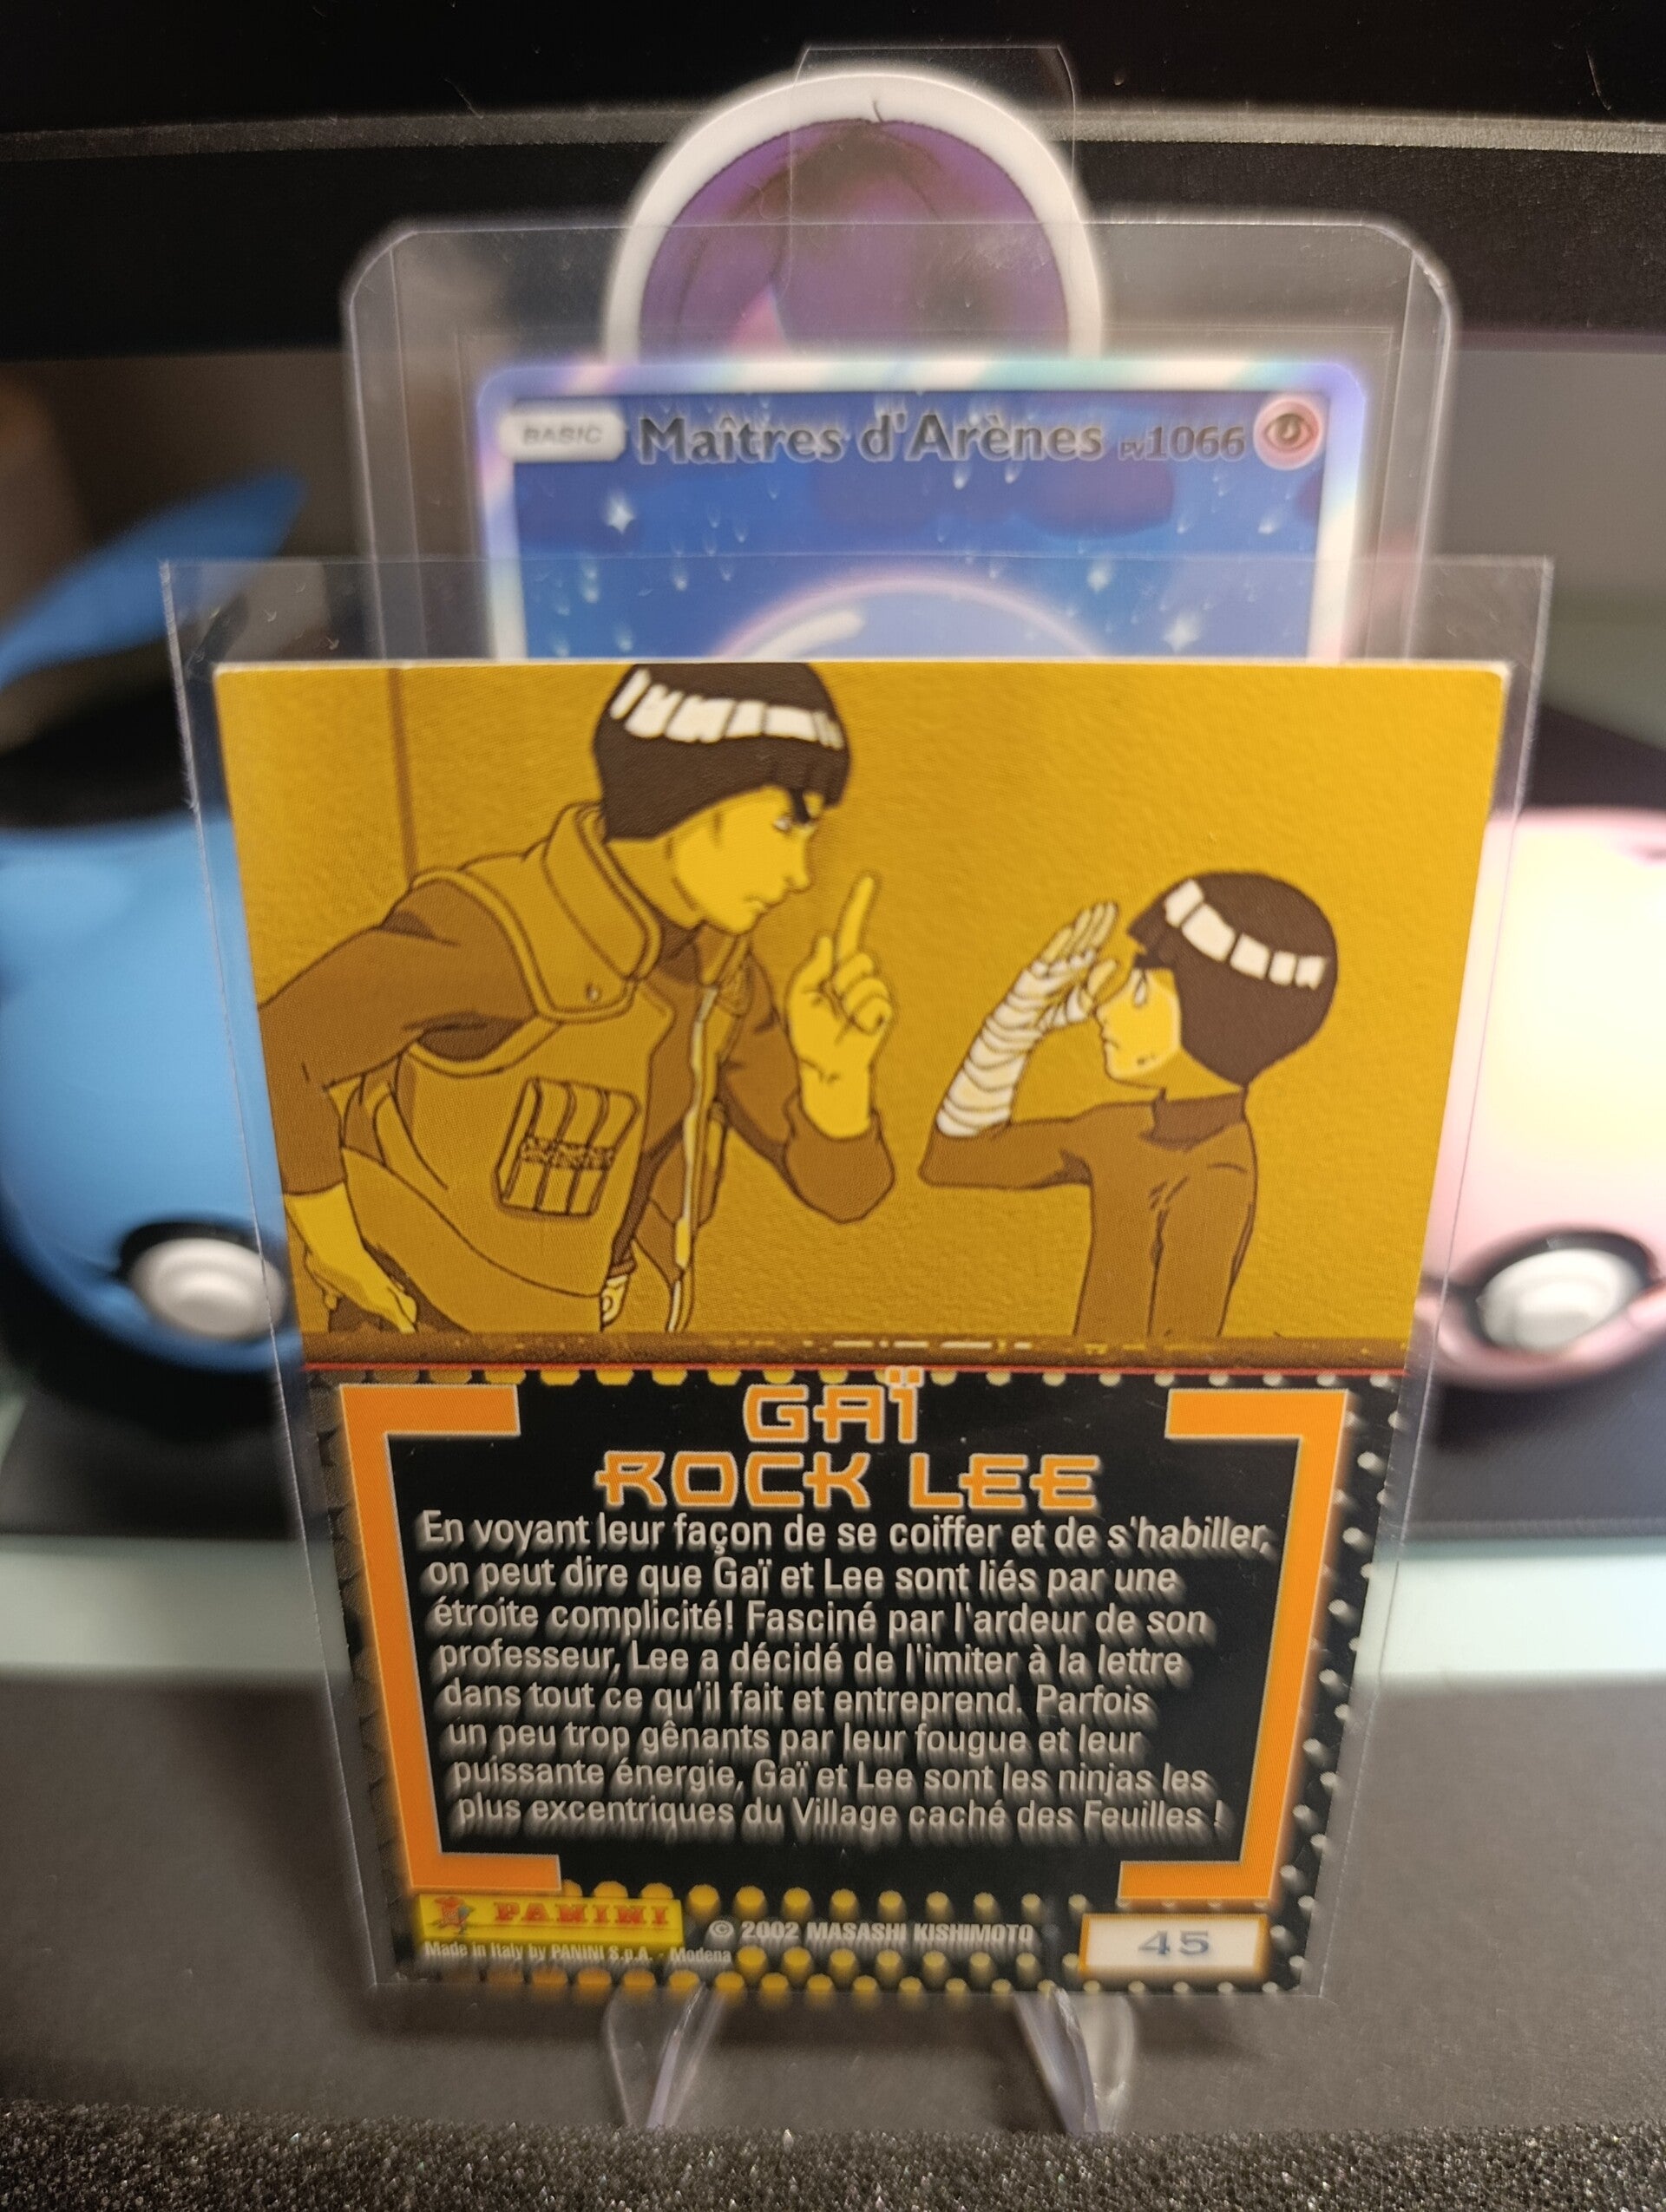 BASIC Maîtres d'Arènes PV1066
GAÏ
ROCK LEE
En voyant leur façon de se coiffer et de s'habiller,
on peut dire que Gaï et Lee sont liés par une
étroite complicité! Fasciné par l'ardeur de son
professeur, Lee a décidé de l'imiter à la lettre
dans tout ce qu'il fait et entreprend. Parfois
un peu trop gênants par leur fougue et leur
puissante énergie, Gaï et Lee sont les ninjas les
plus excentriques du Village caché des Feuilles !
PANINI
© 2002 MASASHI KISHIMOTO
45
Made in Italy by PANINI S.p.A. - Modena